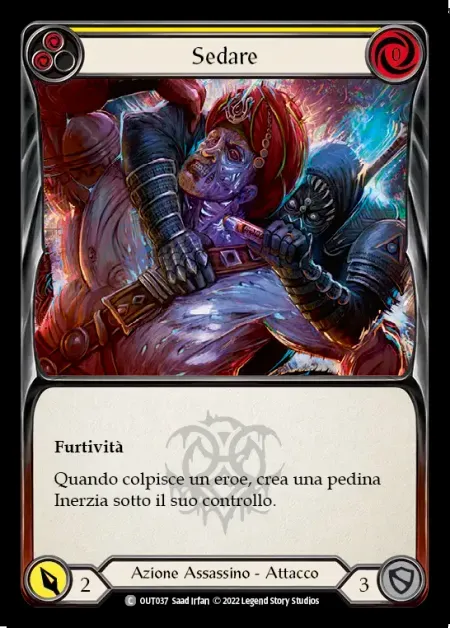 Sedare
0
Furtività
Quando colpisce un eroe, crea una pedina
Inerzia sotto il suo controllo.
2
Azione Assassino - Attacco
3
C OUT037 Saad Irfan © 2022 Legend Story Studios